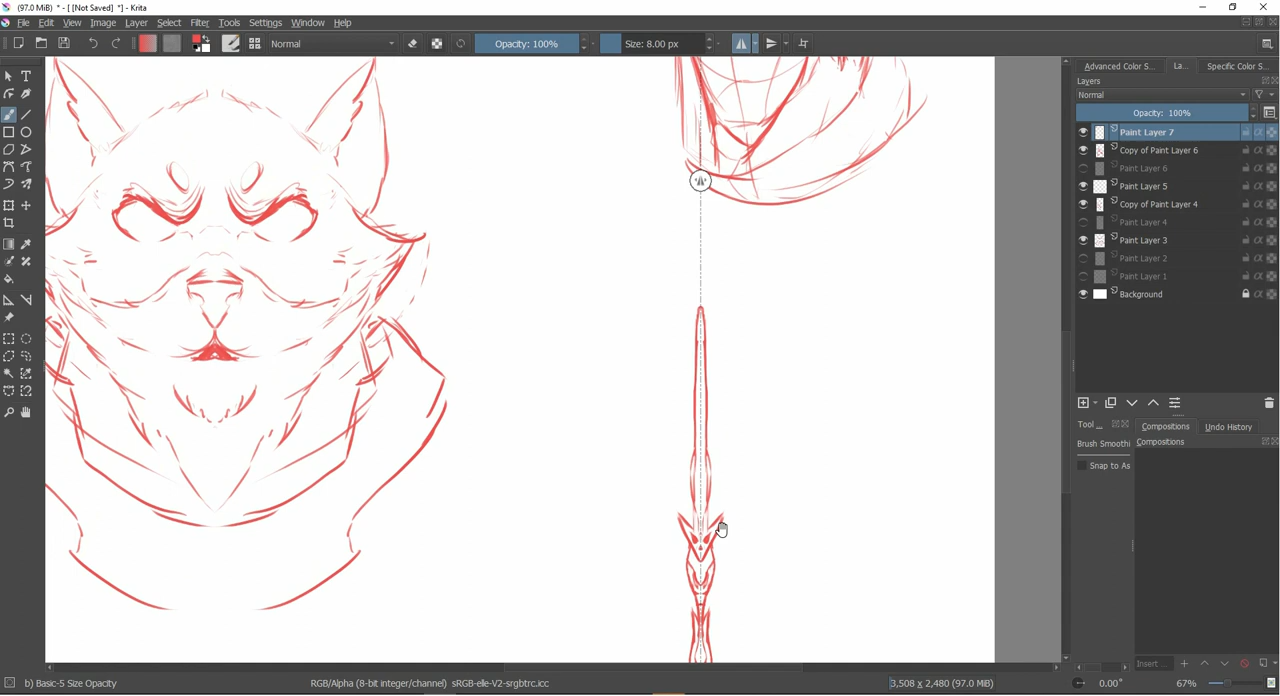 (97.0 MiB) * - [ [Not Saved] *] - Krita
File Edit View Image Layer Select Filter Tools Settings Window Help
Normal Opacity: 100% Size: 8.00 px
Advanced Color S... La... Specific Color S...
Layers
Normal
Opacity: 100%
Paint Layer 7
Copy of Paint Layer 6
Paint Layer 6
Paint Layer 5
Copy of Paint Layer 4
Paint Layer 4
Paint Layer 3
Paint Layer 2
Paint Layer 1
Background
Tool ... Compositions Undo History
Brush Smoothi Compositions
Snap to As
Insert ...
b) Basic-5 Size Opacity RGB/Alpha (8-bit integer/channel) sRGB-elle-V2-srgbtrc.icc 3,508 x 2,480 (97.0 MiB) 0.00° 67%